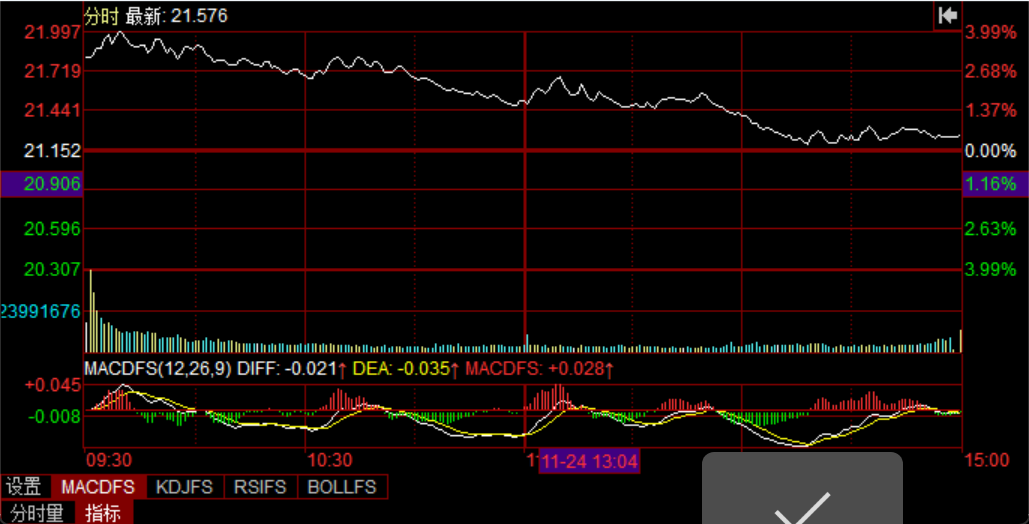 分时 最新: 21.576
21.997 3.99%
21.719 2.68%
21.441 1.37%
21.152 0.00%
20.906 1.16%
20.596 2.63%
20.307 3.99%
23991676
MACDFS(12,26,9) DIFF: -0.021↑ DEA: -0.035↑ MACDFS: +0.028↑
+0.045
-0.008
09:30 10:30 11-24 13:04 15:00
设置 MACDFS KDJFS RSIFS BOLLFS
分时量 指标